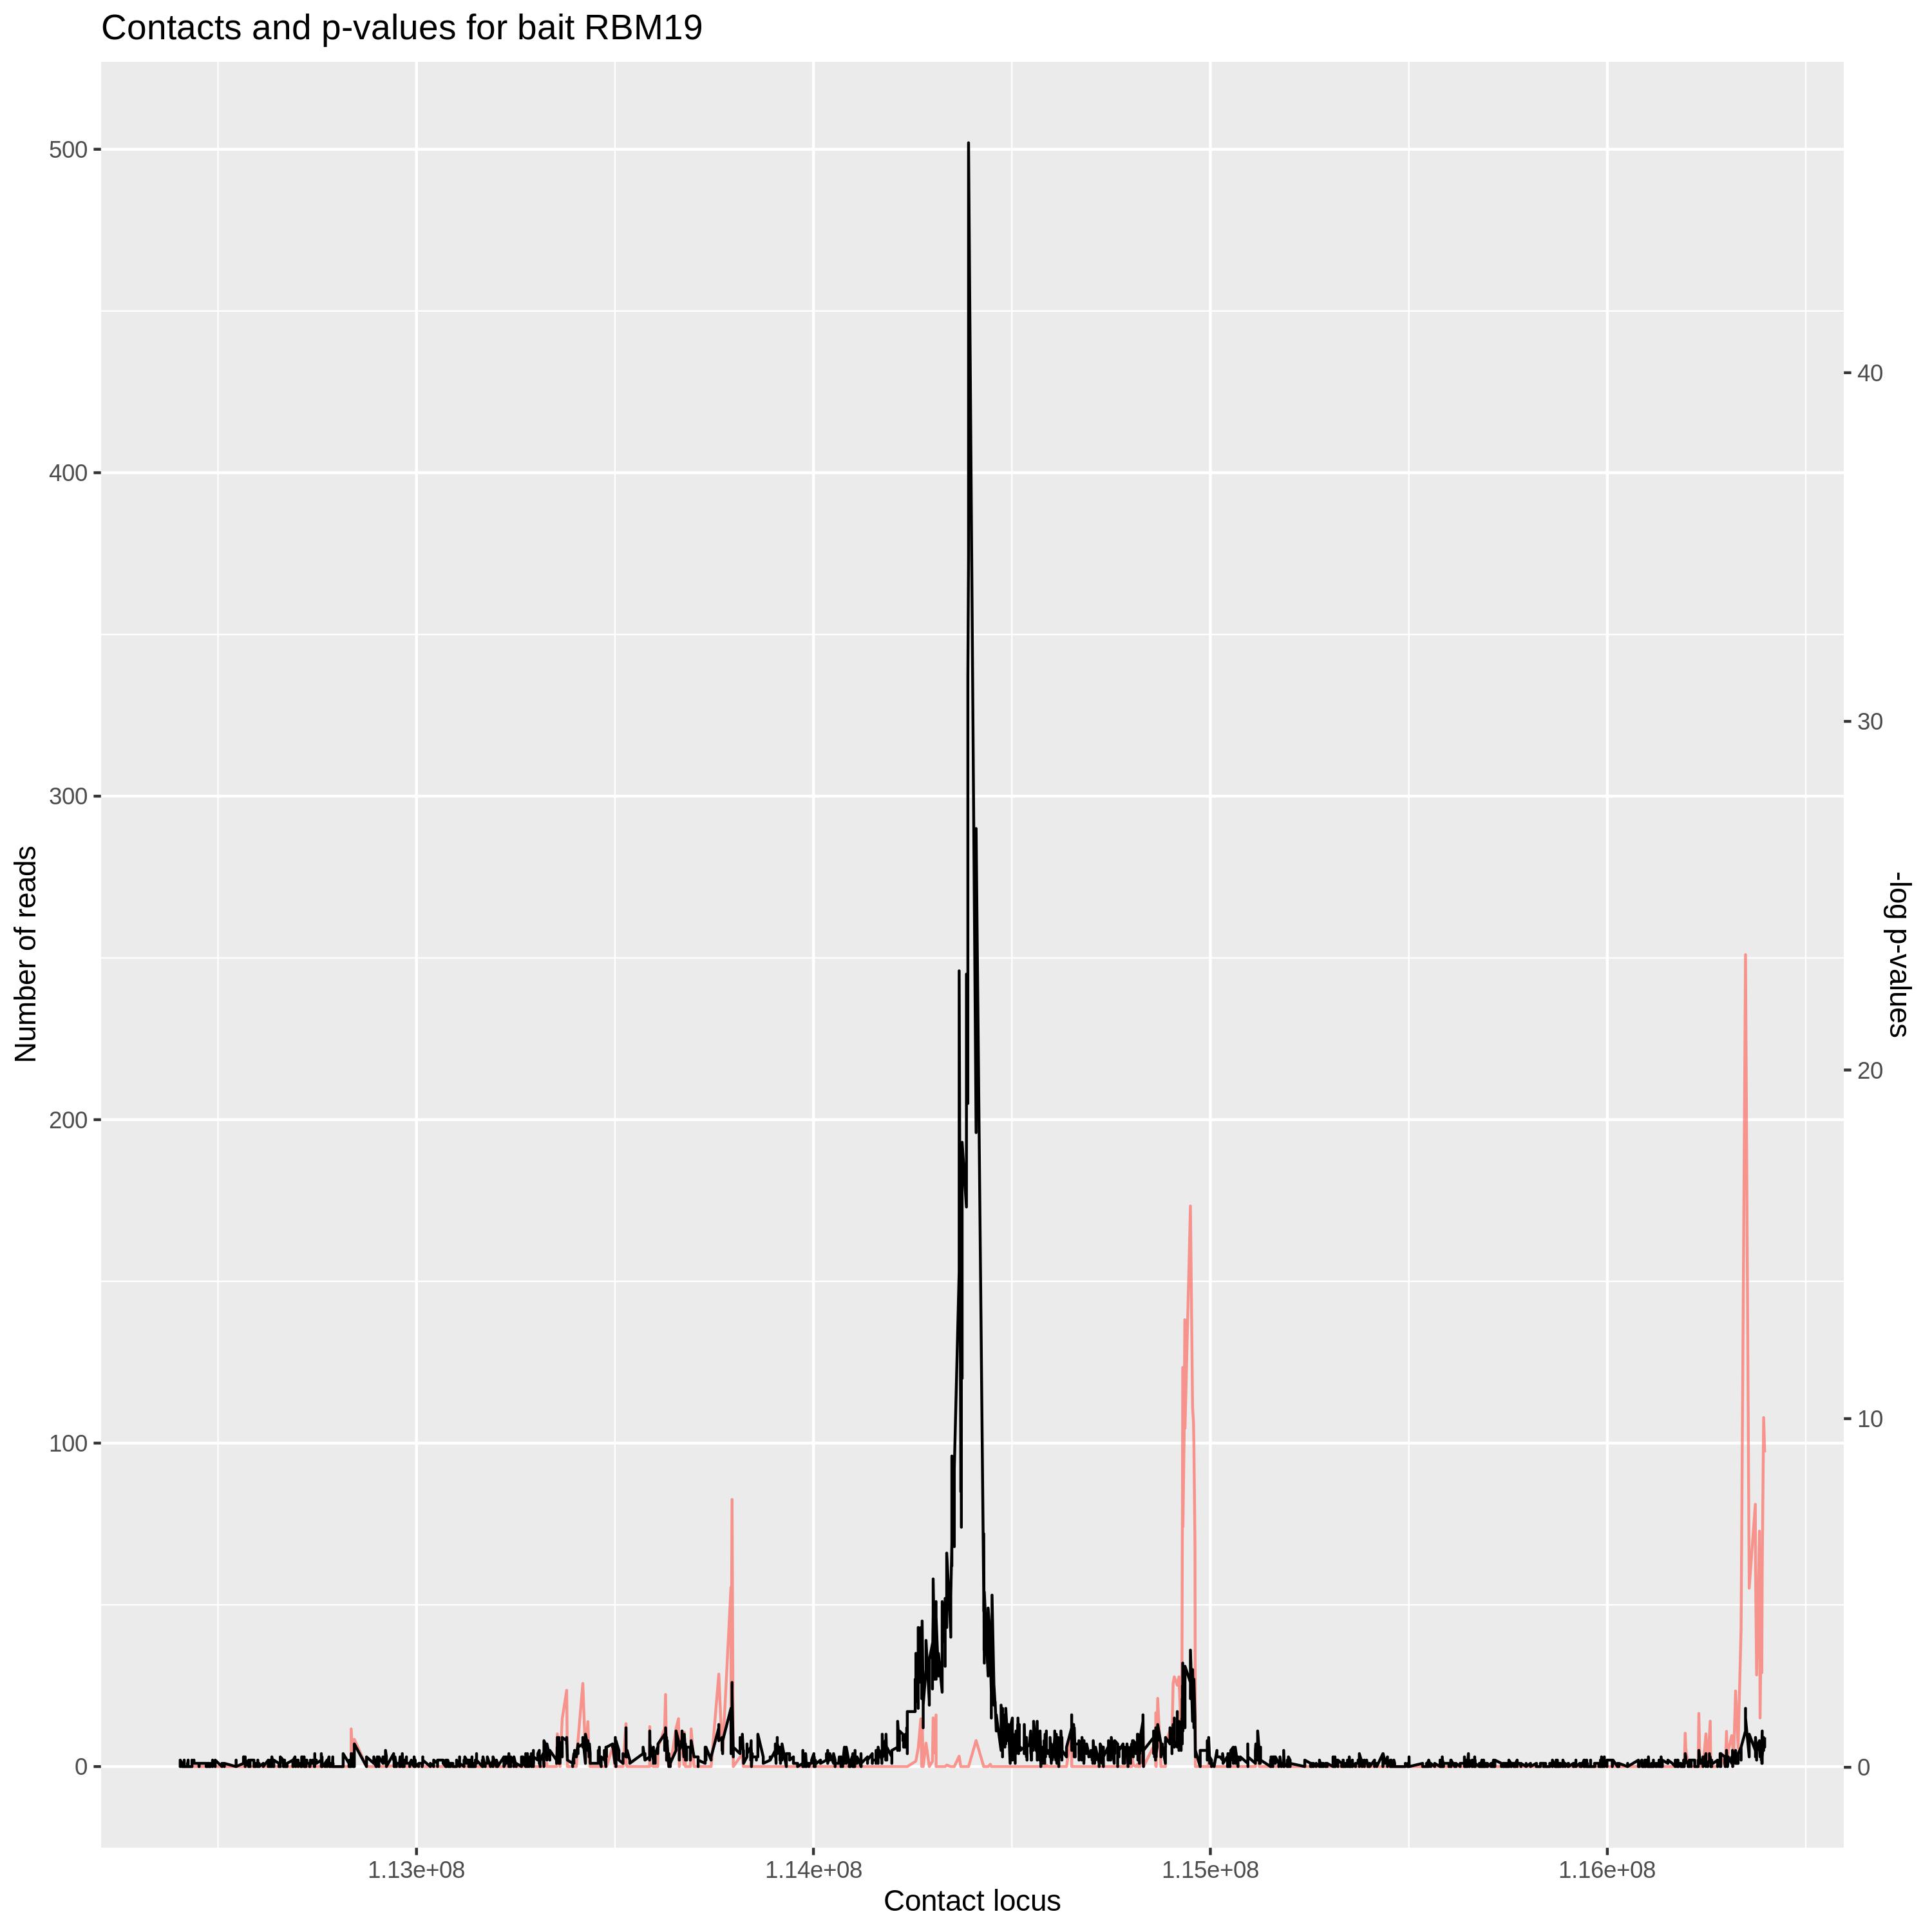 Contacts and p-values for bait RBM19
500
400
300
200
100
0
Number of reads
40
30
20
10
0
-log p-values
1.13e+08
1.14e+08
1.15e+08
1.16e+08
Contact locus